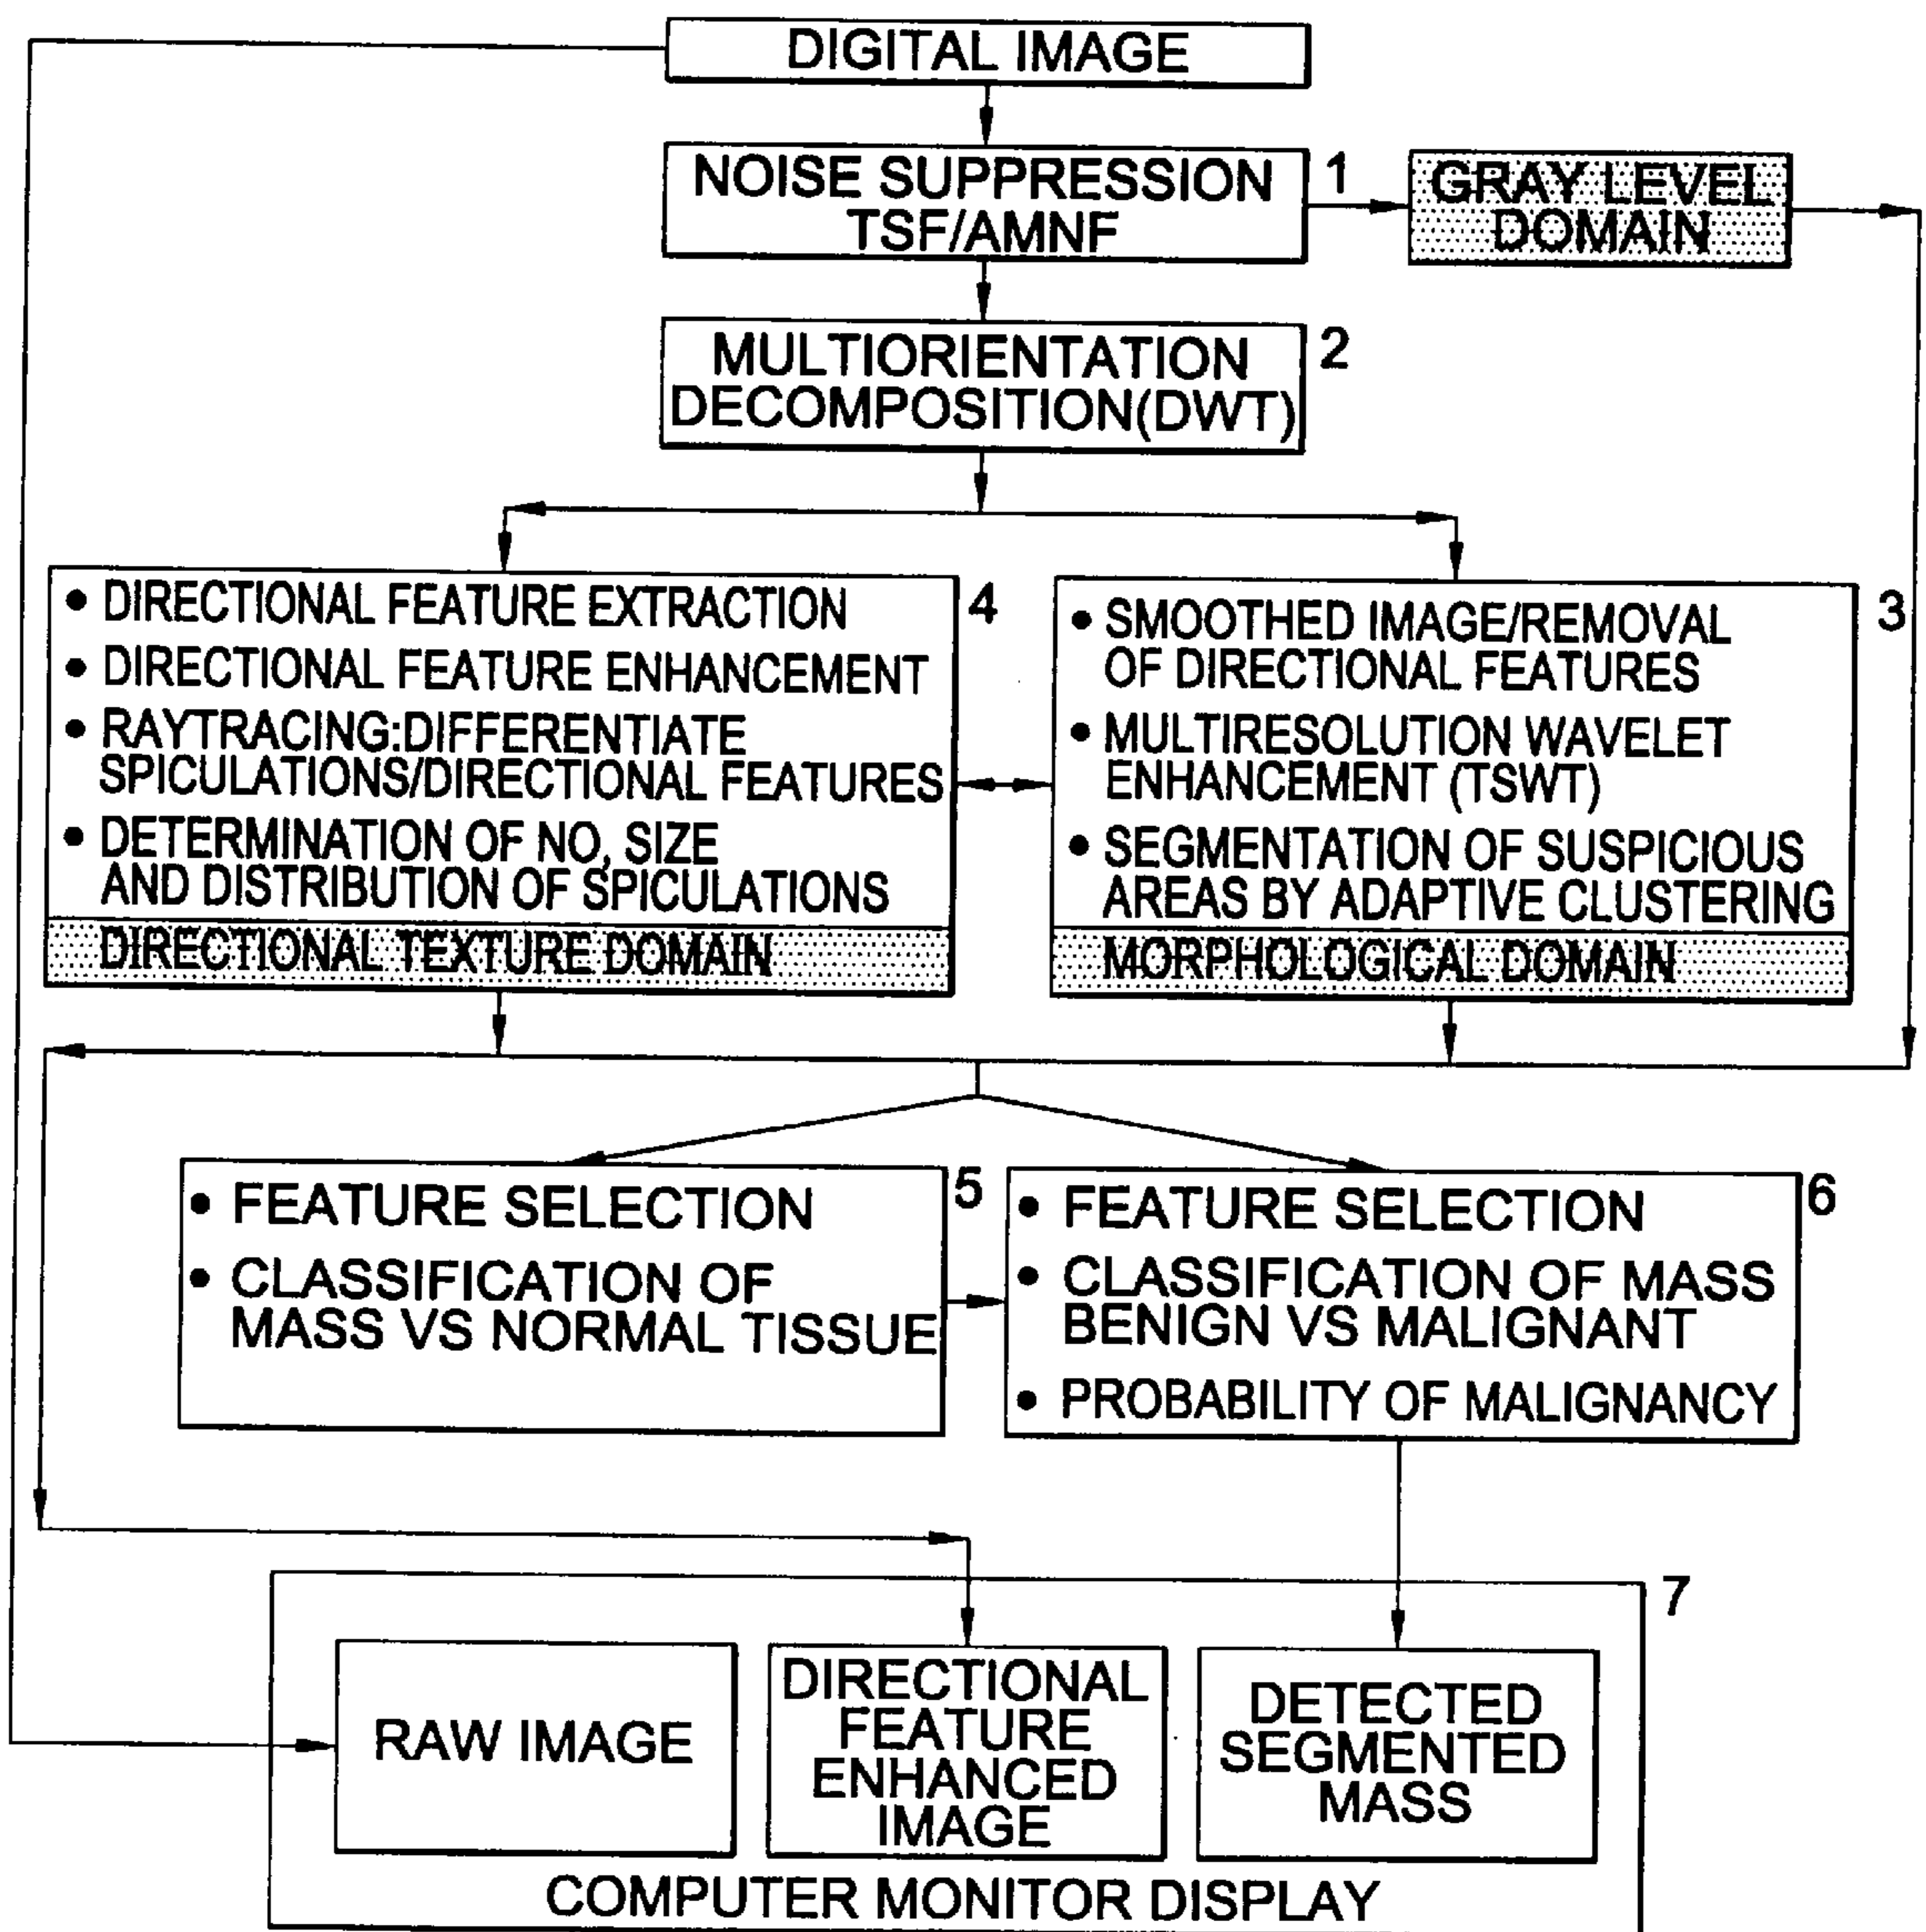 DIGITAL IMAGE
NOISE SUPPRESSION
TSF/AMNF
1
GRAY LEVEL
DOMAIN
MULTIORIENTATION
DECOMPOSITION(DWT)
2
• DIRECTIONAL FEATURE EXTRACTION
• DIRECTIONAL FEATURE ENHANCEMENT
• RAYTRACING:DIFFERENTIATE
SPICULATIONS/DIRECTIONAL FEATURES
• DETERMINATION OF NO, SIZE
AND DISTRIBUTION OF SPICULATIONS
DIRECTIONAL TEXTURE DOMAIN
4
• SMOOTHED IMAGE/REMOVAL
OF DIRECTIONAL FEATURES
• MULTIRESOLUTION WAVELET
ENHANCEMENT (TSWT)
• SEGMENTATION OF SUSPICIOUS
AREAS BY ADAPTIVE CLUSTERING
MORPHOLOGICAL DOMAIN
3
• FEATURE SELECTION
• CLASSIFICATION OF
MASS VS NORMAL TISSUE
5
• FEATURE SELECTION
• CLASSIFICATION OF MASS
BENIGN VS MALIGNANT
• PROBABILITY OF MALIGNANCY
6
7
RAW IMAGE
DIRECTIONAL
FEATURE
ENHANCED
IMAGE
DETECTED
SEGMENTED
MASS
COMPUTER MONITOR DISPLAY